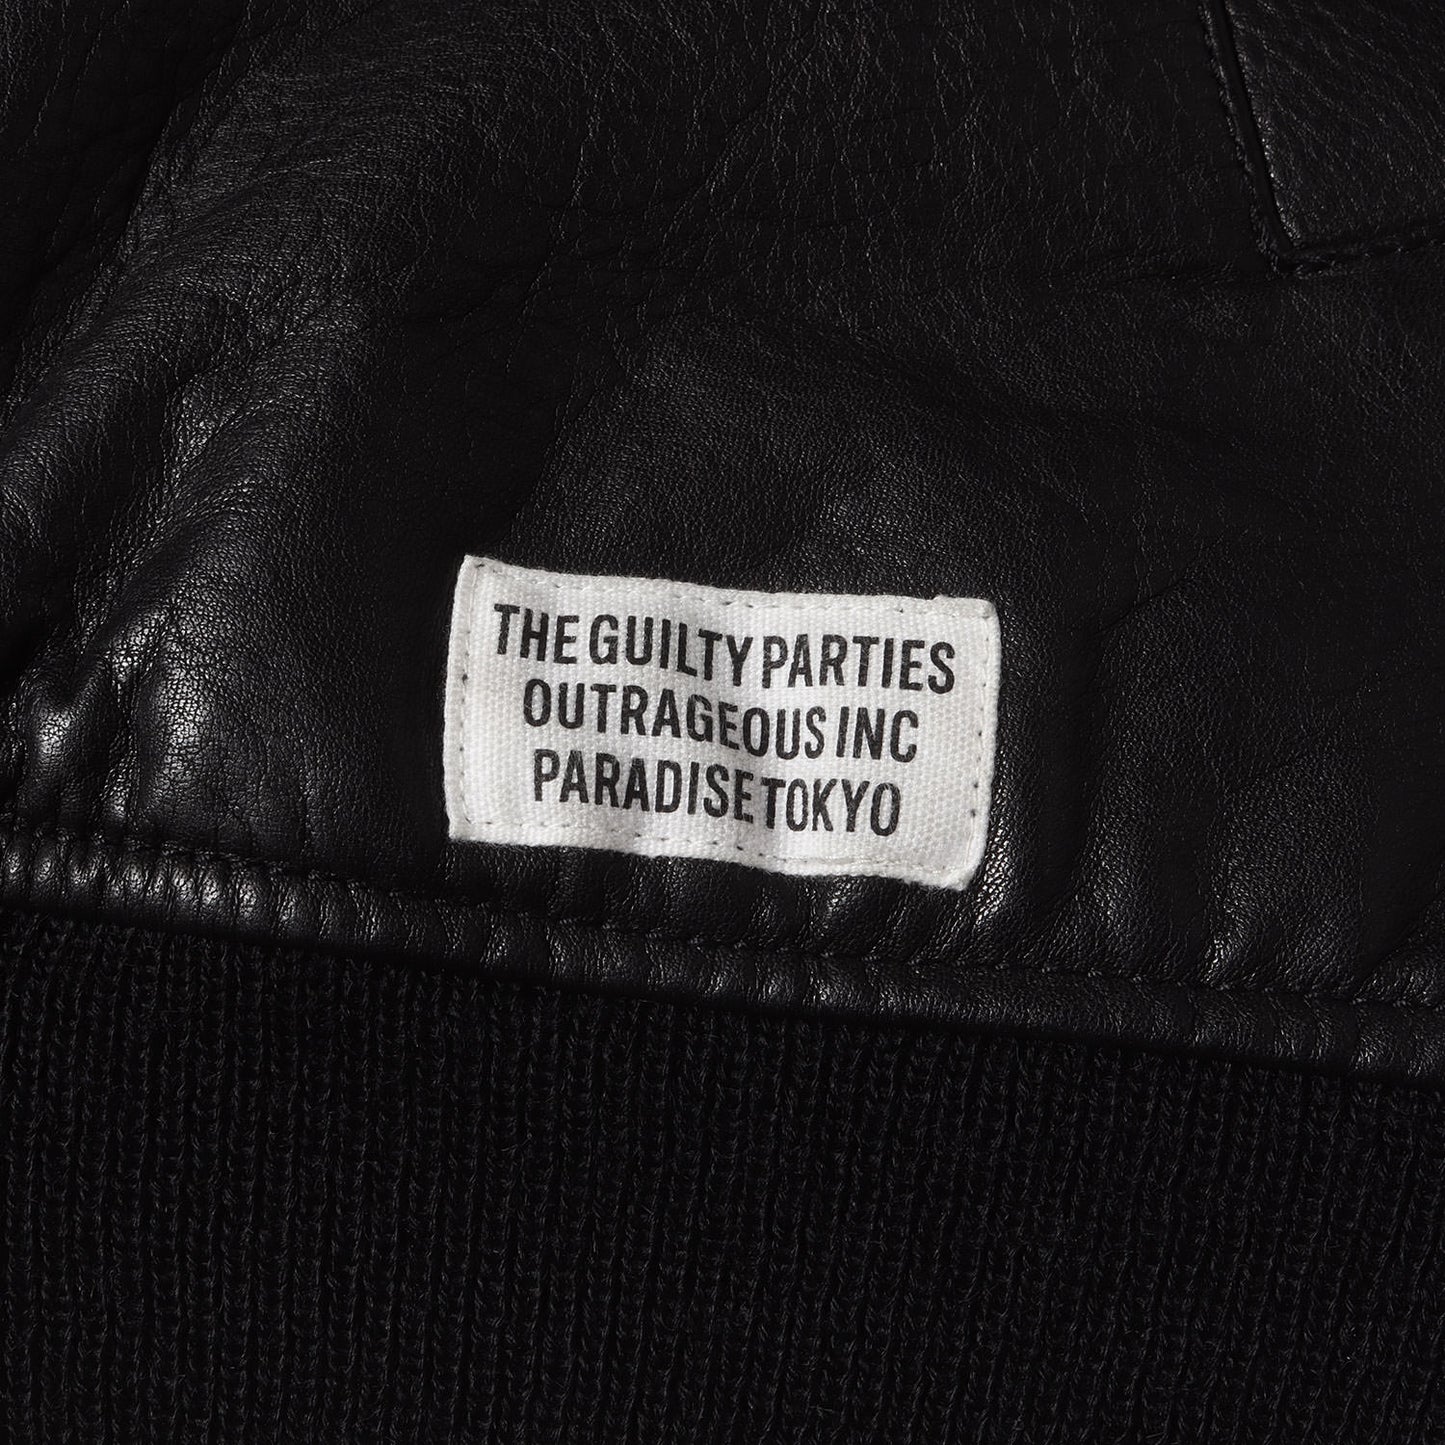 THE GUILTY PARTIES
OUTRAGEOUS INC
PARADISE TOKYO